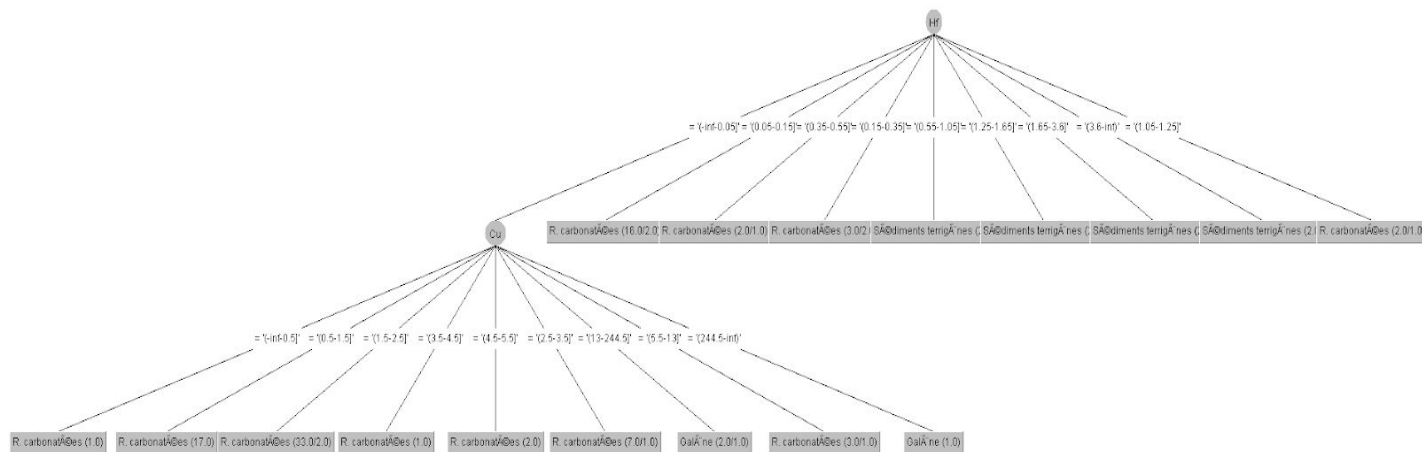 Hf
= '(-inf-0.05]' = '(0.05-0.15]' = '(0.35-0.55]' = '(0.15-0.35]' = '(0.55-1.05]' = '(1.25-1.65]' = '(1.65-3.6]' = '(3.6-inf)' = '(1.05-1.25]'
Cu R. carbonatÃ©es (16.0/2.0) R. carbonatÃ©es (2.0/1.0) R. carbonatÃ©es (3.0/2.0 SÃ©diments terrigÃ¨nes (2 SÃ©diments terrigÃ¨nes ( SÃ©diments terrigÃ¨nes (2 SÃ©diments terrigÃ¨nes (2.0 R. carbonatÃ©es (2.0/1.0)
= '(-inf-0.5]' = '(0.5-1.5]' = '(1.5-2.5]' = '(3.5-4.5]' = '(4.5-5.5]' = '(2.5-3.5]' = '(13-244.5]' = '(5.5-13]' = '(244.5-inf)'
R. carbonatÃ©es (1.0) R. carbonatÃ©es (17.0) R. carbonatÃ©es (33.0/2.0) R. carbonatÃ©es (1.0) R. carbonatÃ©es (2.0) R. carbonatÃ©es (7.0/1.0) GalÃ¨ne (2.0/1.0) R. carbonatÃ©es (3.0/1.0) GalÃ¨ne (1.0)